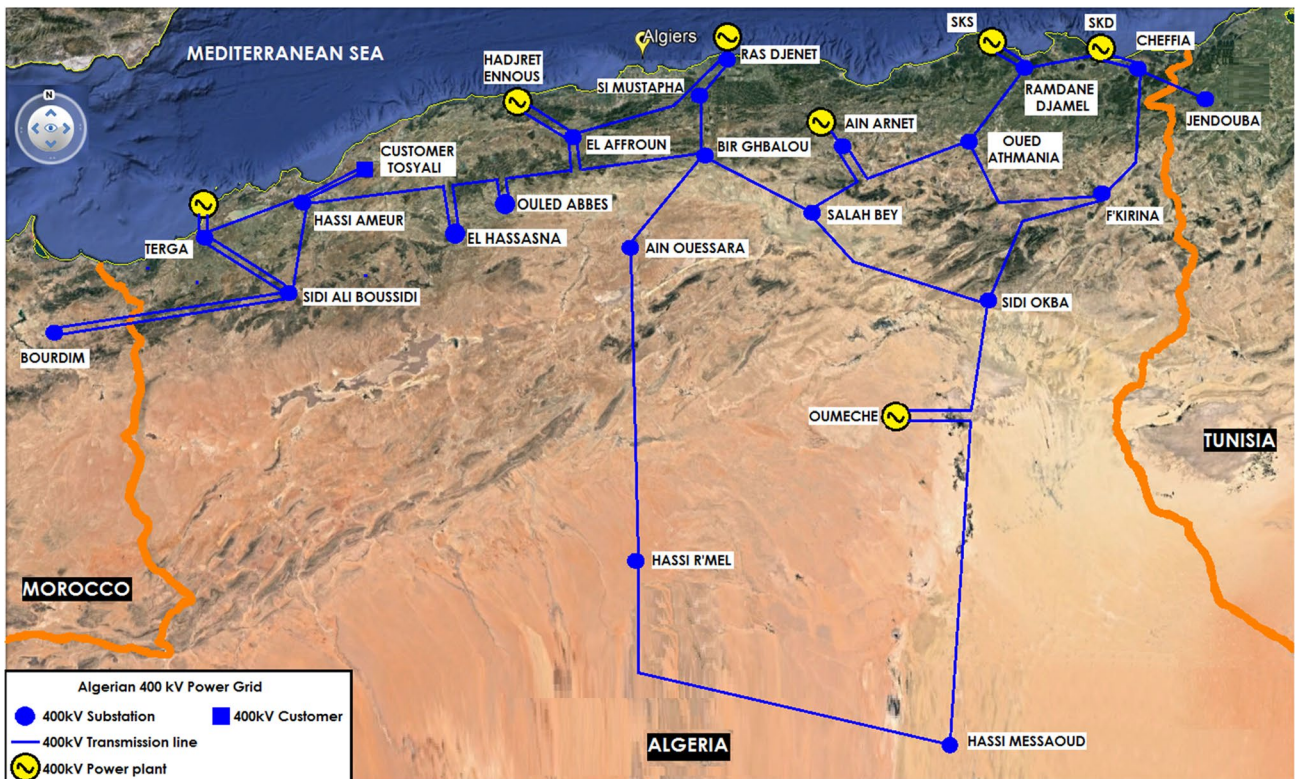 MEDITERRANEAN SEA
Algiers
SKS
SKD
CHEFFIA
HADJRET
ENNOUS
RAS DJENET
SI MUSTAPHA
RAMDANE
DJAMEL
JENDOUBA
AIN ARNET
EL AFFROUN
BIR GHBALOU
OUED
ATHMANIA
CUSTOMER
TOSYALI
N
HASSI AMEUR
OULED ABBES
EL HASSASNA
SALAH BEY
F'KIRINA
TERGA
AIN OUESSARA
SIDI ALI BOUSSIDI
SIDI OKBA
BOURDIM
OUMECHE
TUNISIA
HASSI R'MEL
MOROCCO
HASSI MESSAOUD
ALGERIA
Algerian 400 kV Power Grid
400kV Substation
400kV Customer
400kV Transmission line
400kV Power plant